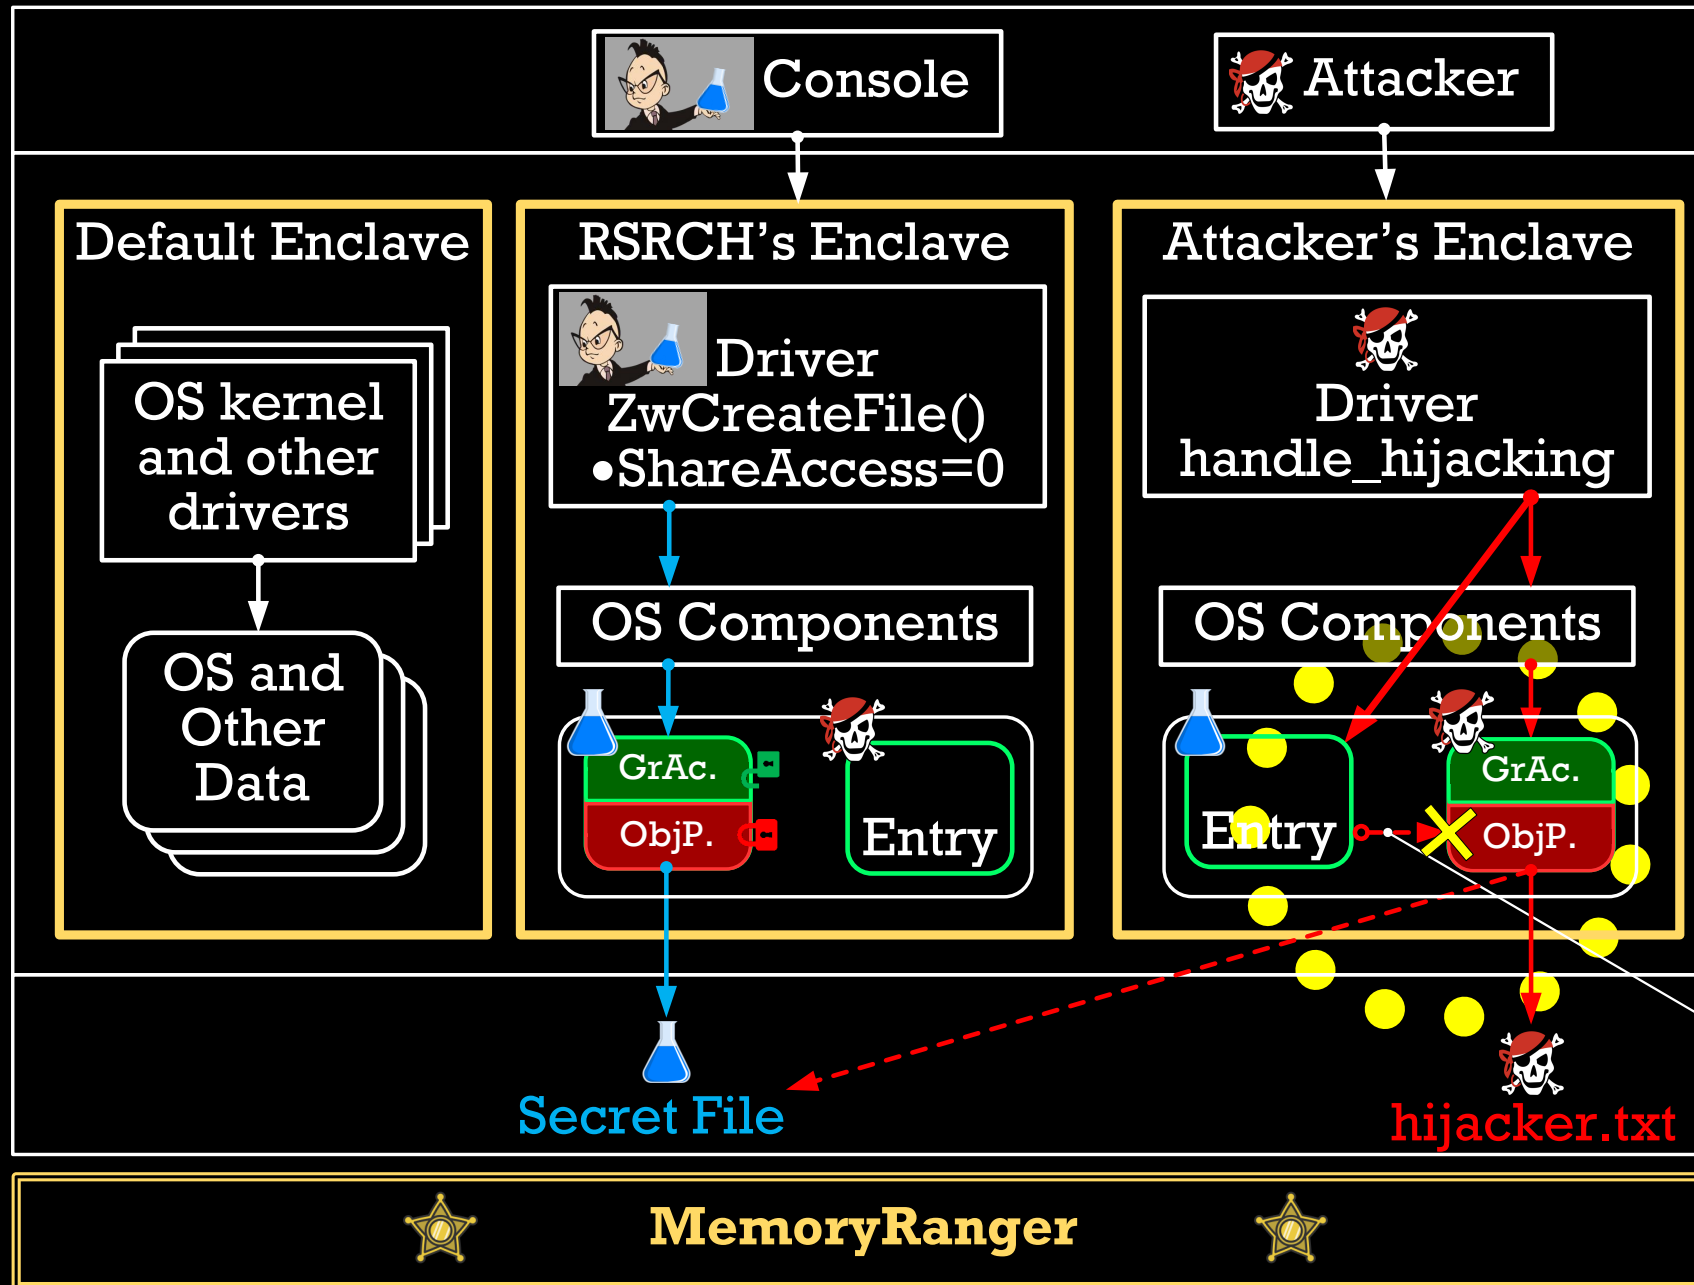 Console
Attacker
Default Enclave
OS kernel
and other
drivers
OS and
Other
Data
RSRCH's Enclave
Driver
ZwCreateFile()
•ShareAccess=0
OS Components
GrAc.
ObjP.
Entry
Attacker's Enclave
Driver
handle_hijacking
OS Components
Entry
GrAc.
ObjP.
Secret File
hijacker.txt
MemoryRanger